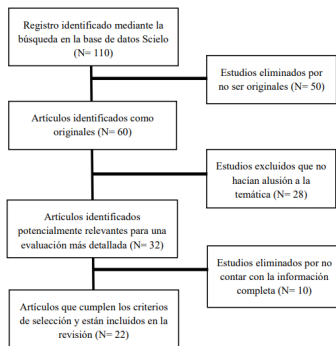 Registro identificado mediante la
búsqueda en la base de datos Scielo
(N= 110)
Estudios eliminados por
no ser originales (N= 50)
Artículos identificados como
originales (N= 60)
Estudios excluidos que no
hacían alusión a la
temática (N= 28)
Artículos identificados
potencialmente relevantes para una
evaluación más detallada (N= 32)
Estudios eliminados por no
contar con la información
completa (N= 10)
Artículos que cumplen los criterios
de selección y están incluidos en la
revisión (N= 22)